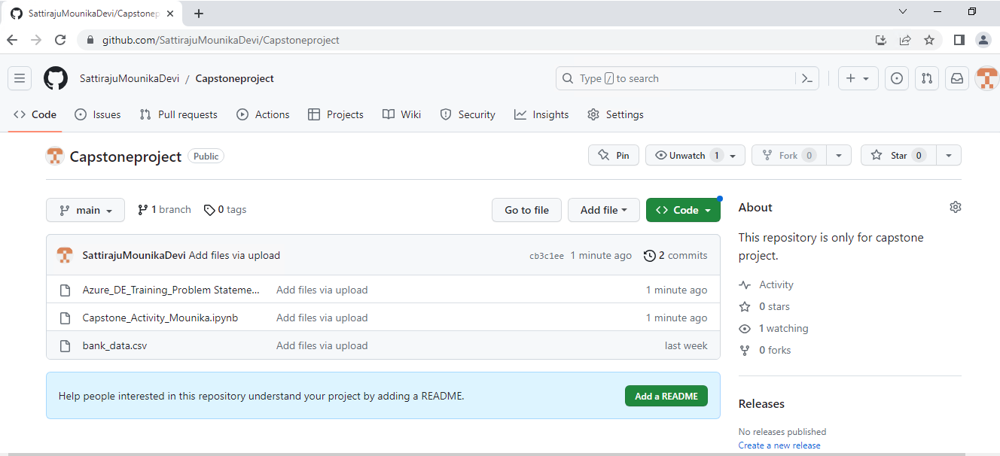 SattirajuMounikaDevi/Capstonep
github.com/SattirajuMounikaDevi/Capstoneproject
SattirajuMounikaDevi / Capstoneproject
Type / to search
Code Issues Pull requests Actions Projects Wiki Security Insights Settings
Capstoneproject Public
Pin Unwatch 1 Fork 0 Star 0
main 1 branch 0 tags Go to file Add file Code
SattirajuMounikaDevi Add files via upload cb3c1ee 1 minute ago 2 commits
Azure_DE_Training_Problem Stateme... Add files via upload 1 minute ago
Capstone_Activity_Mounika.ipynb Add files via upload 1 minute ago
bank_data.csv Add files via upload last week
Help people interested in this repository understand your project by adding a README. Add a README
About
This repository is only for capstone
project.
Activity
0 stars
1 watching
0 forks
Releases
No releases published
Create a new release